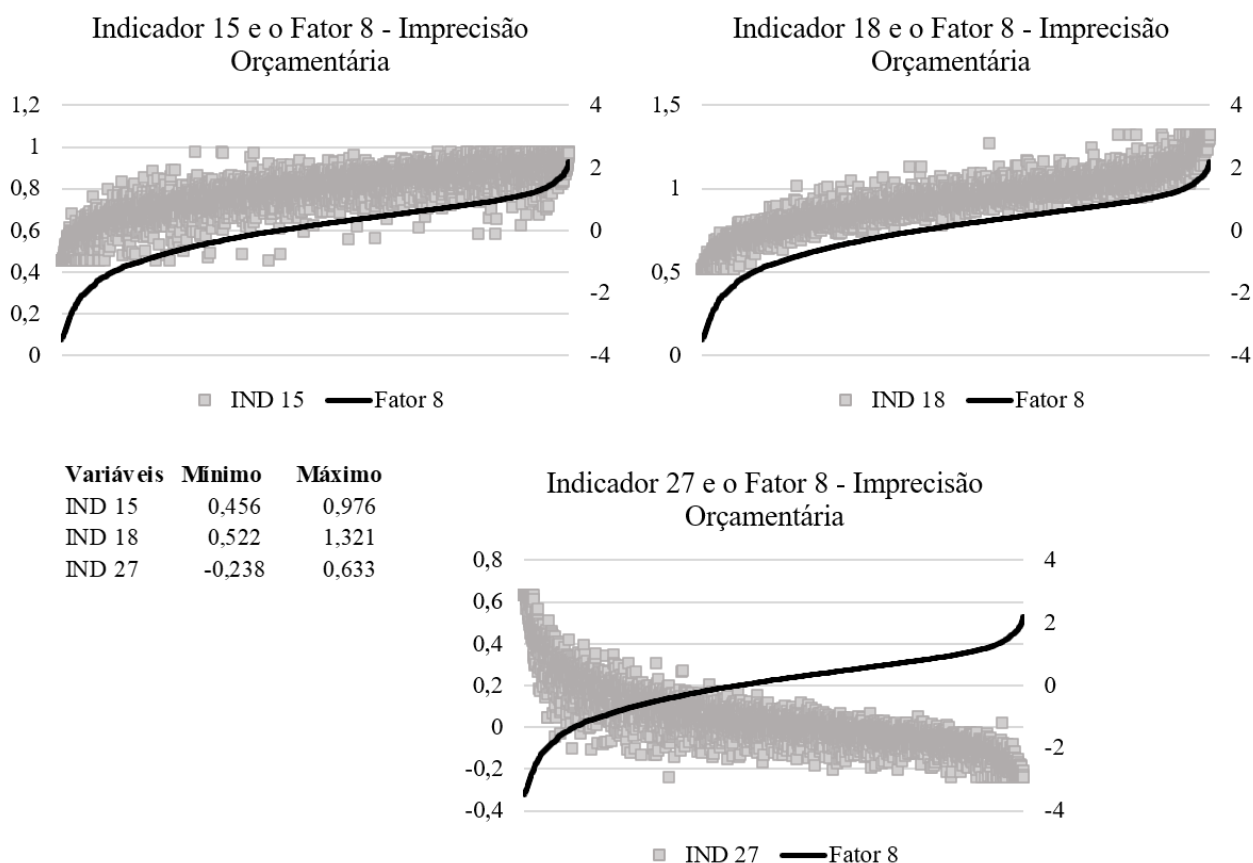 Indicador 15 e o Fator 8 - Imprecisão
Orçamentária
1,2
1
0,8
0,6
0,4
0,2
0
4
2
0
-2
-4
IND 15 Fator 8
Indicador 18 e o Fator 8 - Imprecisão
Orçamentária
1,5
1
0,5
0
4
2
0
-2
-4
IND 18 Fator 8
Variáveis Mínimo Máximo
IND 15 0,456 0,976
IND 18 0,522 1,321
IND 27 -0,238 0,633
Indicador 27 e o Fator 8 - Imprecisão
Orçamentária
0,8
0,6
0,4
0,2
0
-0,2
-0,4
4
2
0
-2
-4
IND 27 Fator 8